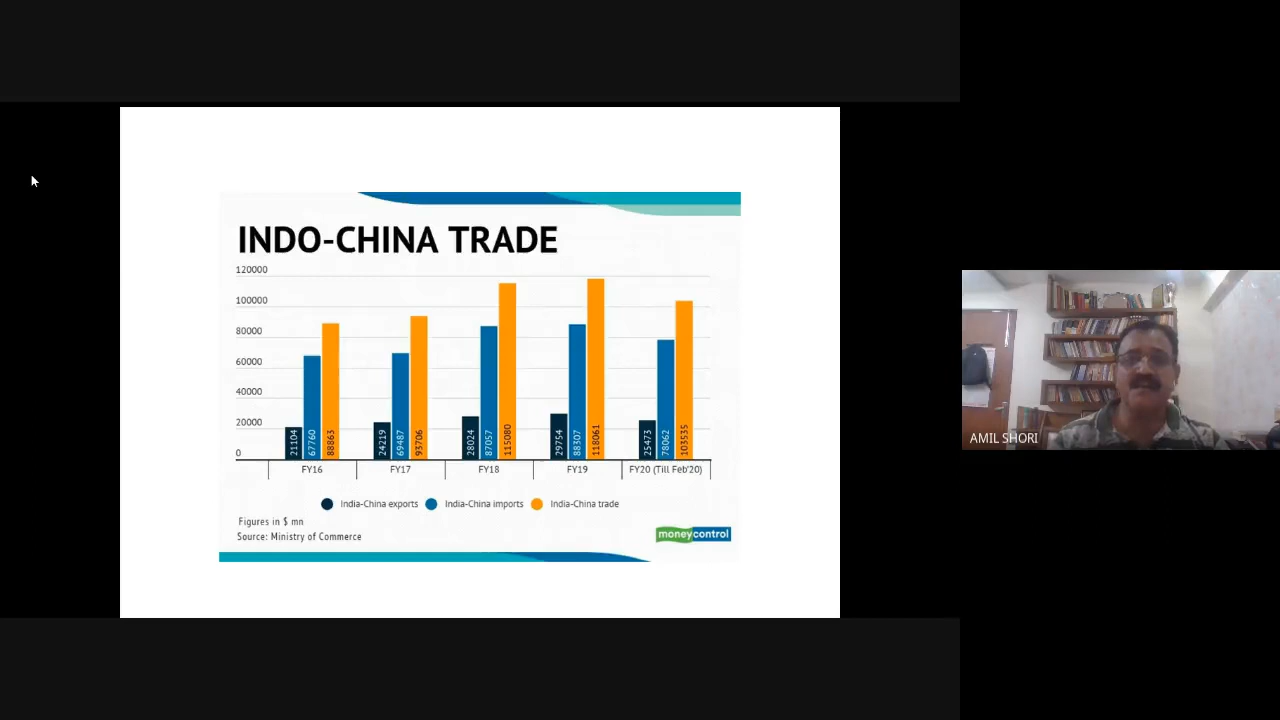 INDO-CHINA TRADE
120000
100000
80000
60000
40000
20000
0
21104 67760 88863 24219 69487 93706 28024 87057 115080 29754 88307 118061 25473 78062 103535
FY16 FY17 FY18 FY19 FY20 (Till Feb'20)
India-China exports India-China imports India-China trade
Figures in $ mn
Source: Ministry of Commerce
moneycontrol
AMIL SHORI